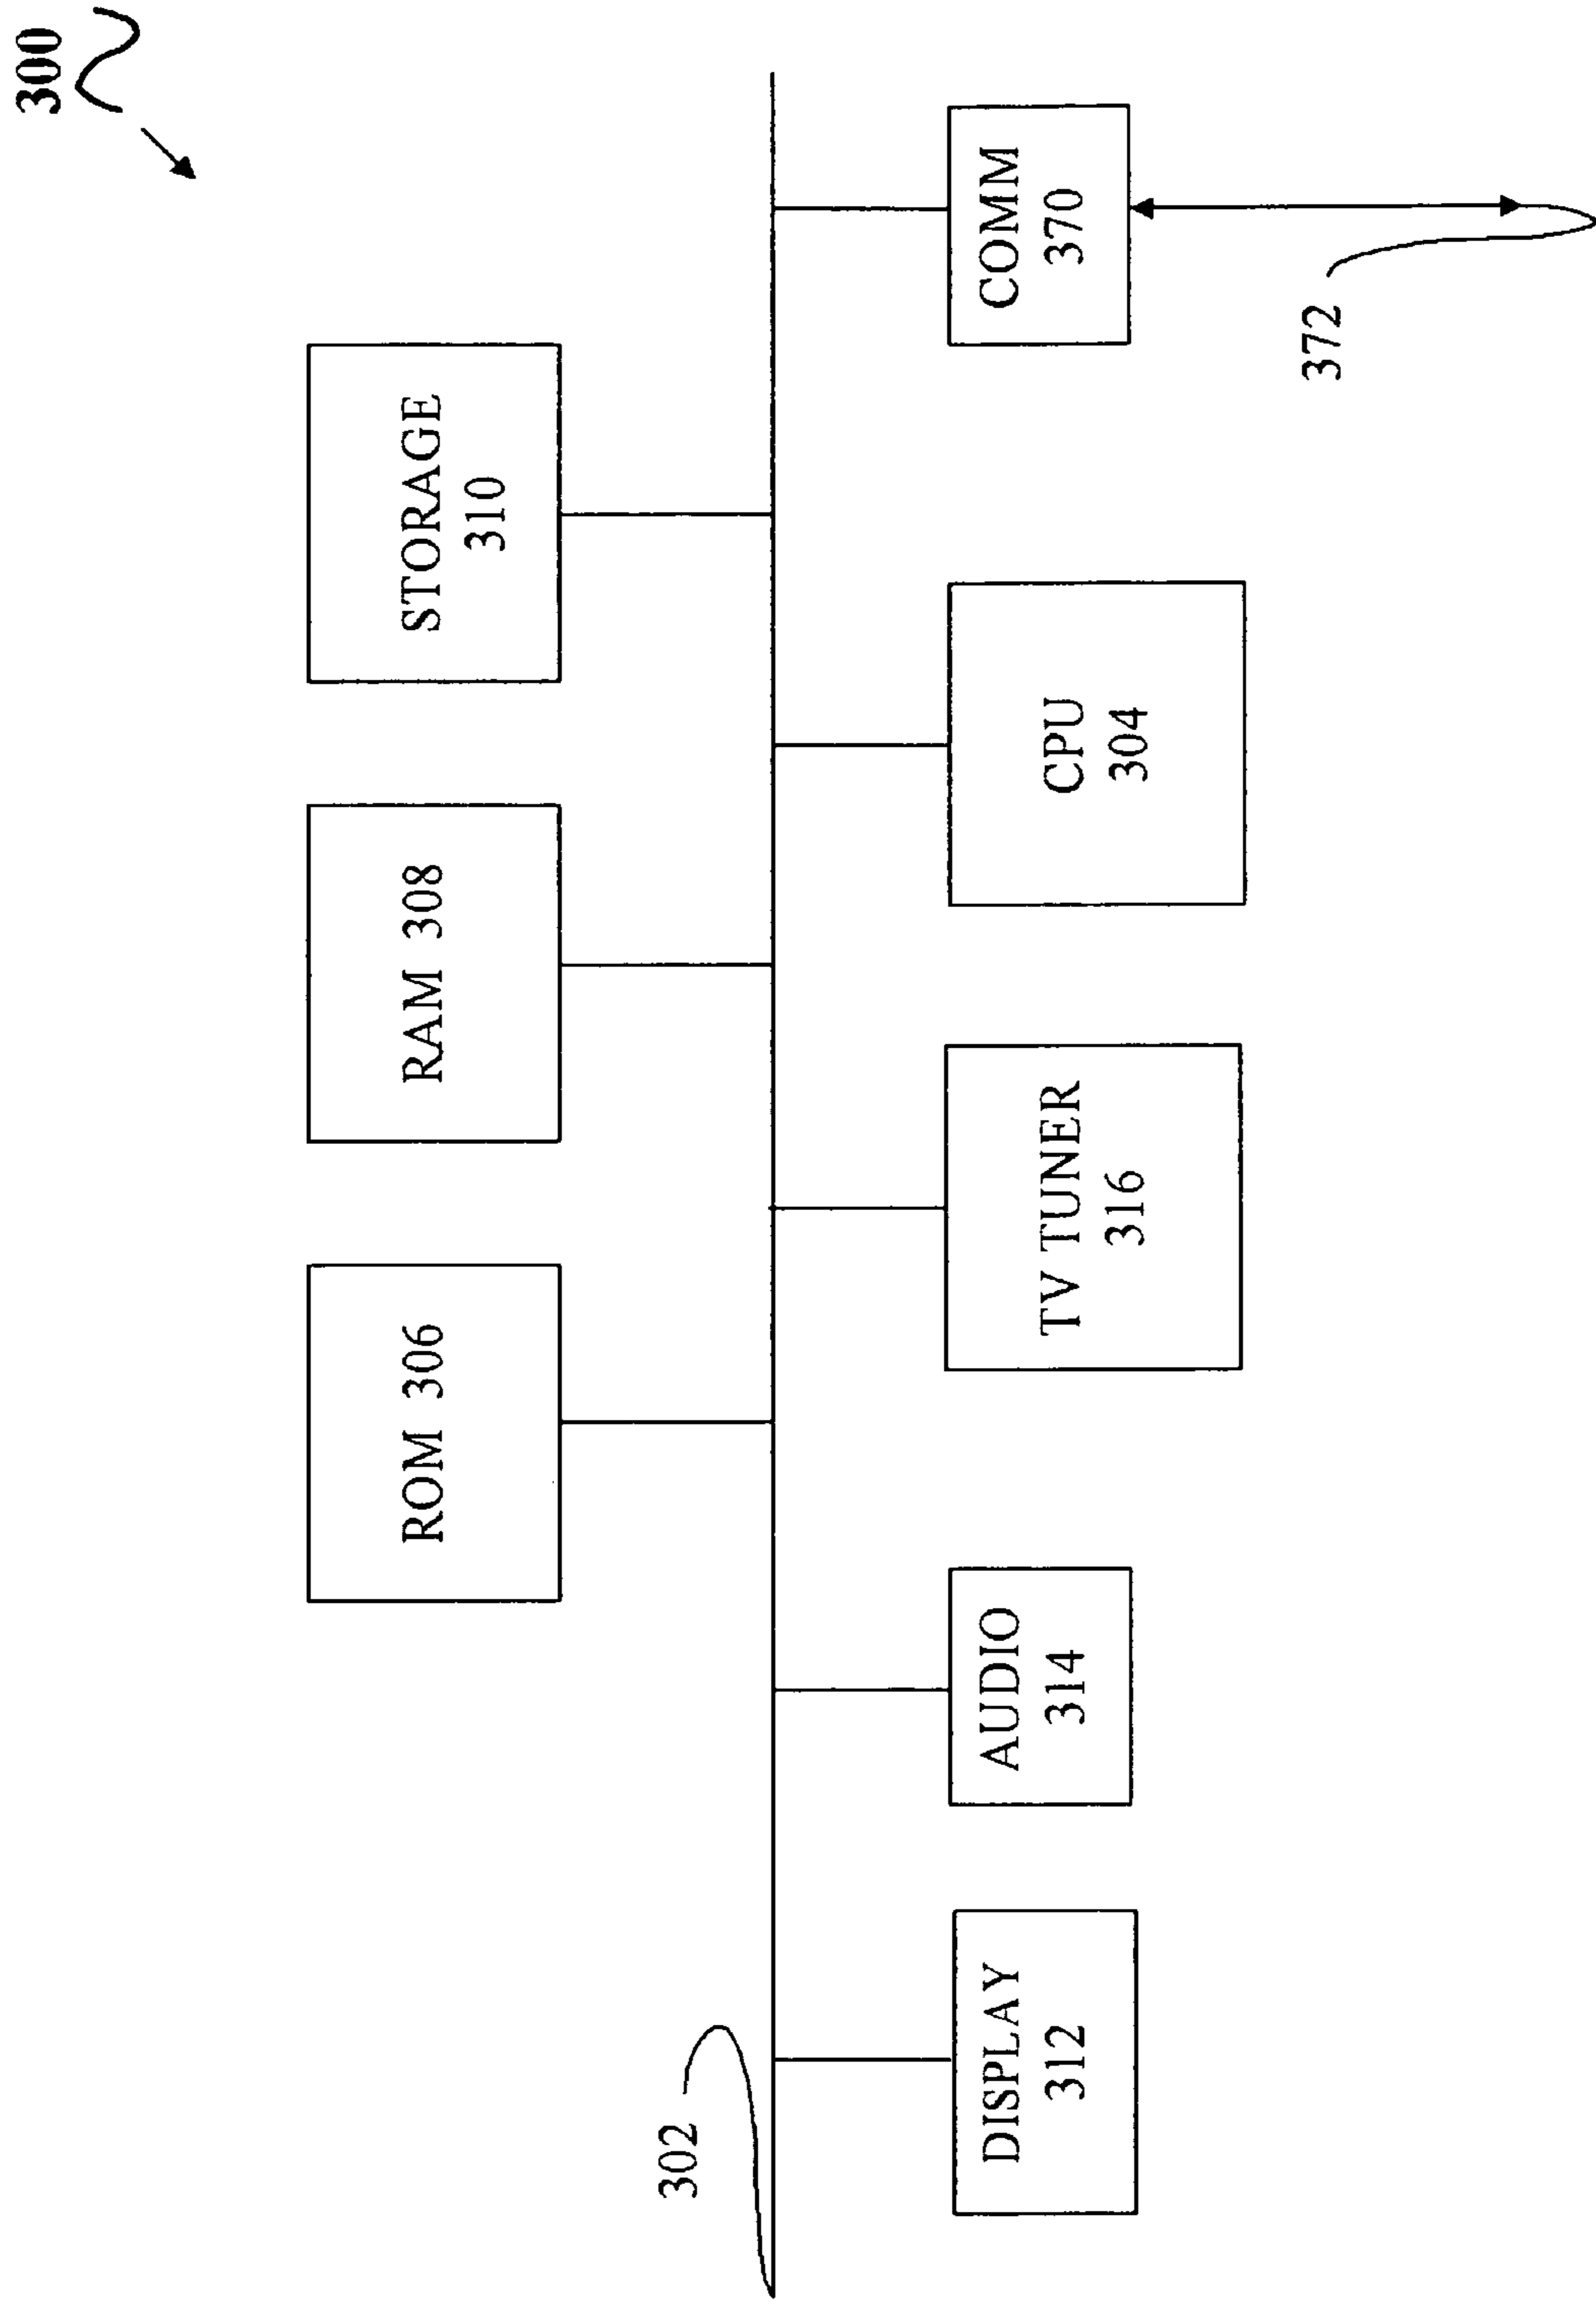 300
ROM 306
RAM 308
STORAGE
310
302
DISPLAY
312
AUDIO
314
TV TUNER
316
CPU
304
COMM
370
372